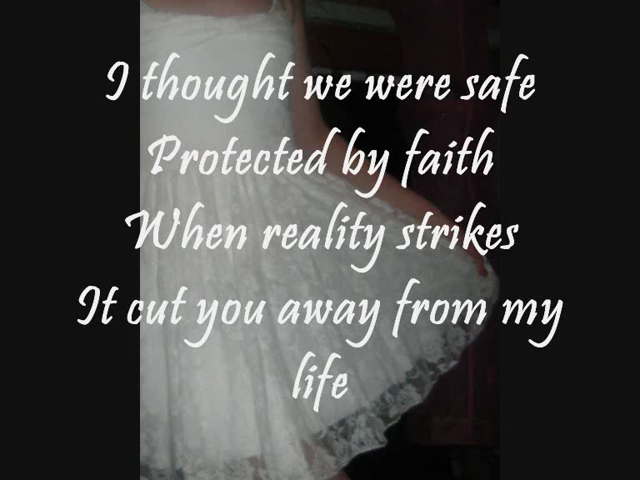 I thought we were safe
Protected by faith
When reality strikes
It cut you away from my
life